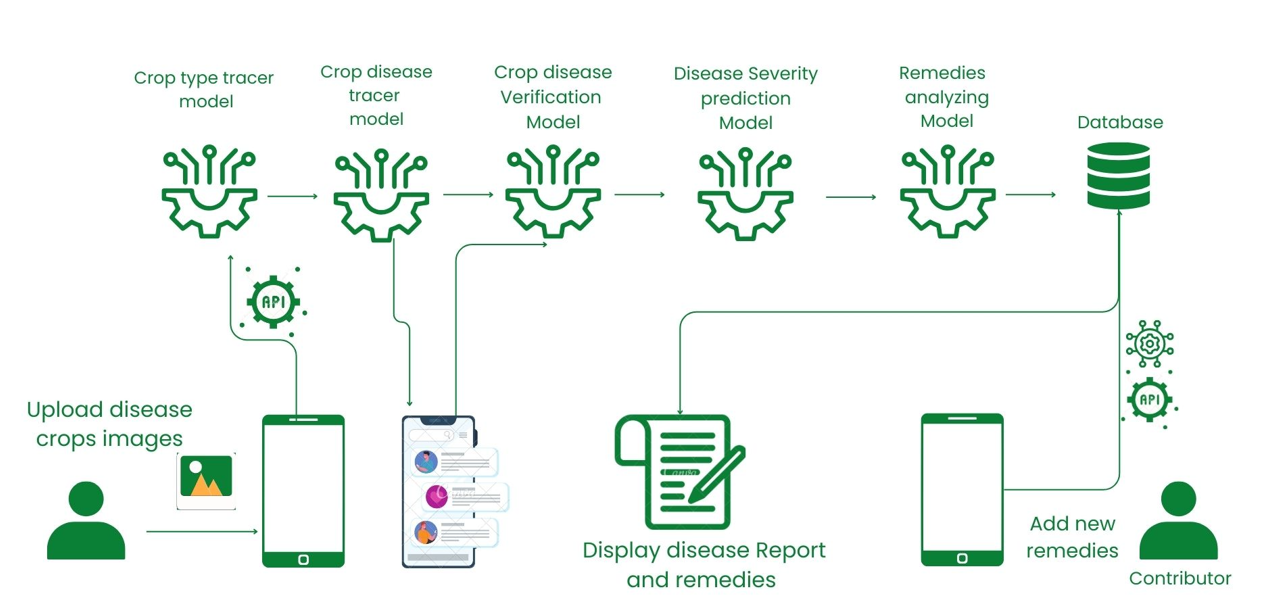 Crop type tracer
model
Crop disease
tracer
model
Crop disease
Verification
Model
Disease Severity
prediction
Model
Remedies
analyzing
Model
Database
API
API
Upload disease
crops images
Display disease Report
and remedies
Add new
remedies
Contributor